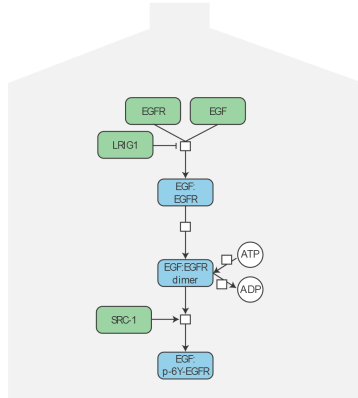 EGFR
EGF
LRIG1
EGF:
EGFR
EGF:EGFR
dimer
ATP
ADP
SRC-1
EGF:
p-6Y-EGFR